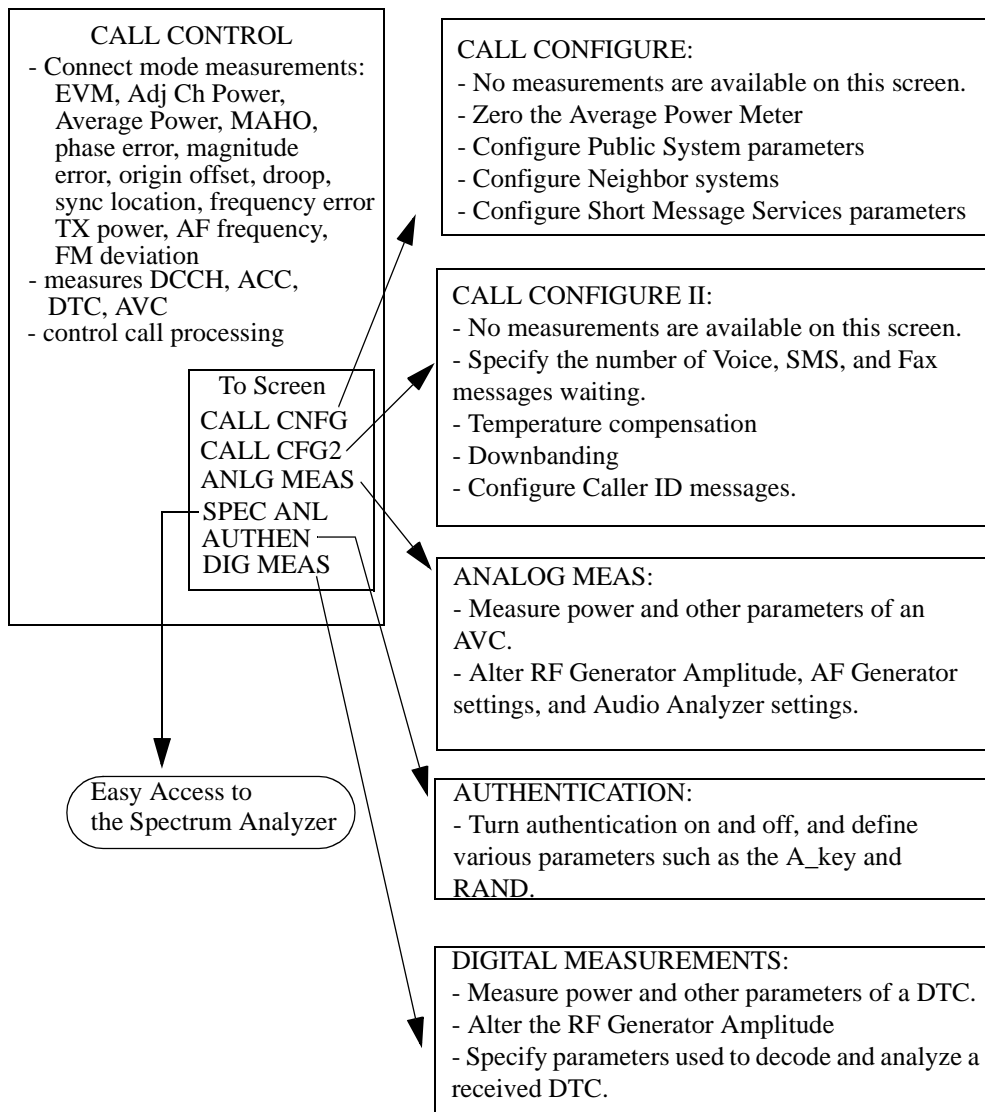 CALL CONTROL
- Connect mode measurements:
EVM, Adj Ch Power,
Average Power, MAHO,
phase error, magnitude
error, origin offset, droop,
sync location, frequency error
TX power, AF frequency,
FM deviation
- measures DCCH, ACC,
DTC, AVC
- control call processing
To Screen
CALL CNFG
CALL CFG2
ANLG MEAS
SPEC ANL
AUTHEN
DIG MEAS
Easy Access to
the Spectrum Analyzer
CALL CONFIGURE:
- No measurements are available on this screen.
- Zero the Average Power Meter
- Configure Public System parameters
- Configure Neighbor systems
- Configure Short Message Services parameters
CALL CONFIGURE II:
- No measurements are available on this screen.
- Specify the number of Voice, SMS, and Fax
messages waiting.
- Temperature compensation
- Downbanding
- Configure Caller ID messages.
ANALOG MEAS:
- Measure power and other parameters of an
AVC.
- Alter RF Generator Amplitude, AF Generator
settings, and Audio Analyzer settings.
AUTHENTICATION:
- Turn authentication on and off, and define
various parameters such as the A_key and
RAND.
DIGITAL MEASUREMENTS:
- Measure power and other parameters of a DTC.
- Alter the RF Generator Amplitude
- Specify parameters used to decode and analyze a
received DTC.